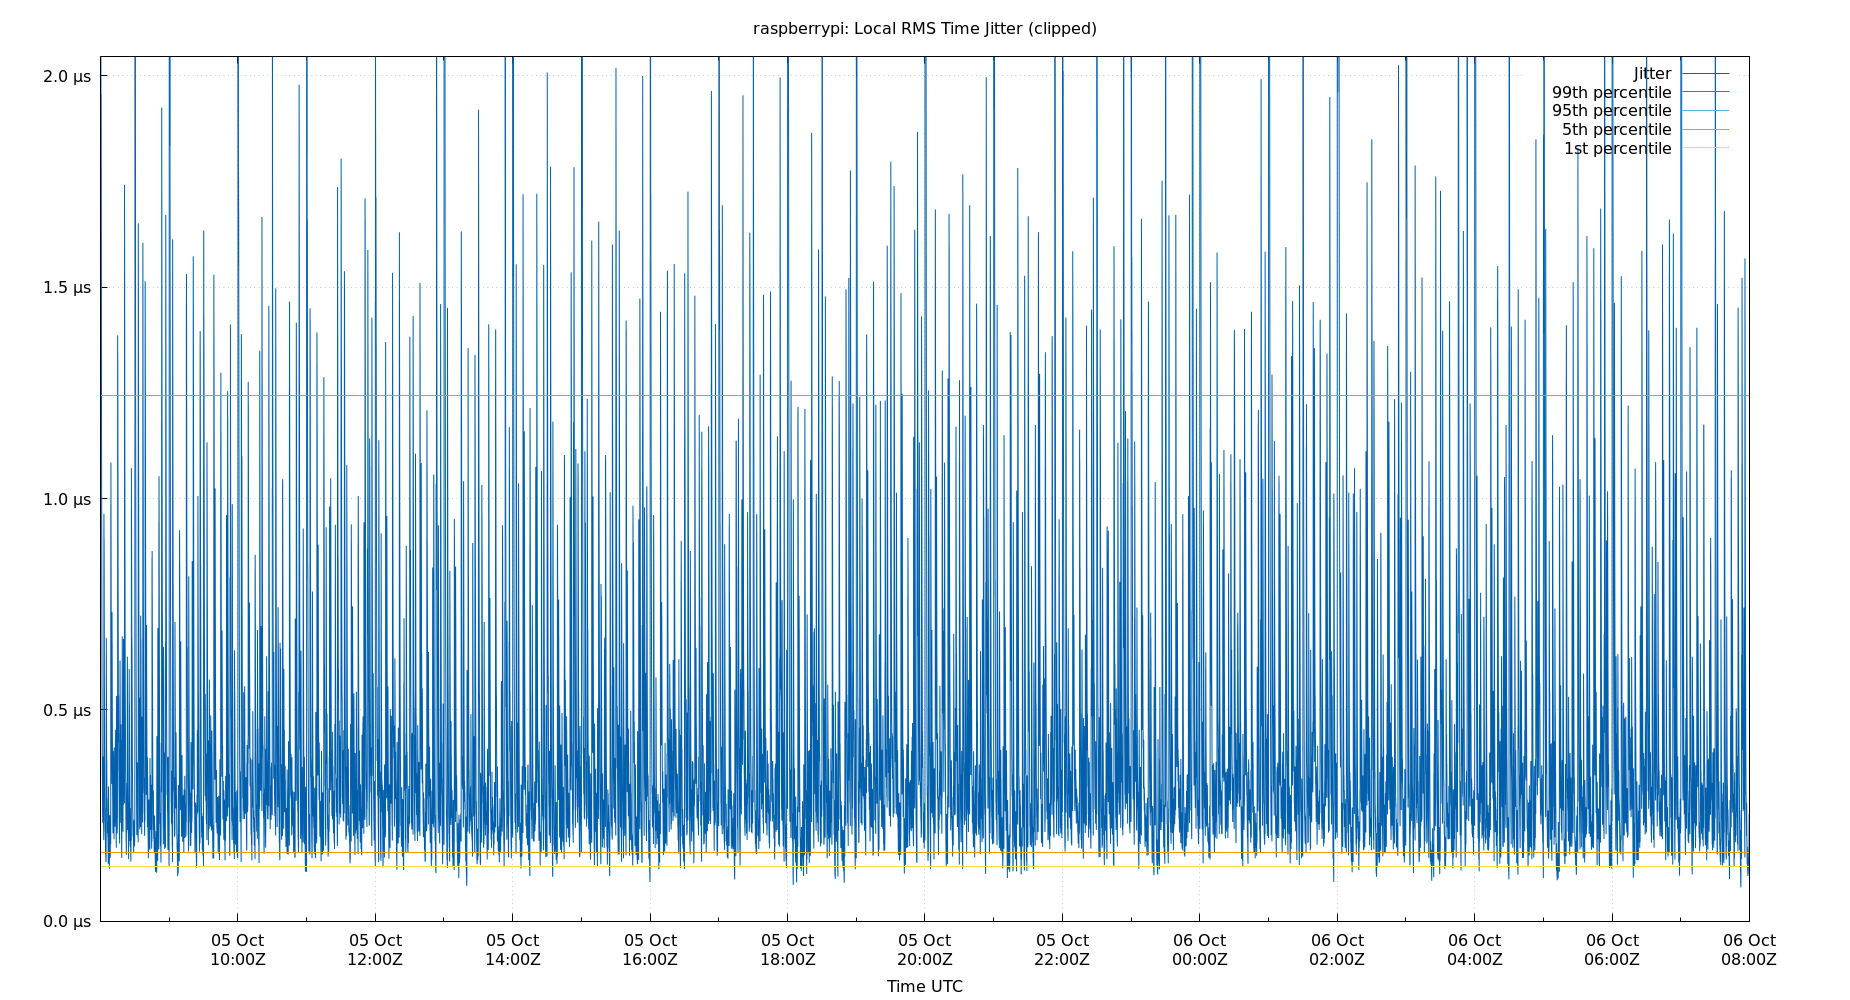 raspberrypi: Local RMS Time Jitter (clipped)
2.0 µs
1.5 µs
1.0 µs
0.5 µs
0.0 µs
Jitter
99th percentile
95th percentile
5th percentile
1st percentile
05 Oct 05 Oct 05 Oct 05 Oct 05 Oct 05 Oct 05 Oct 06 Oct 06 Oct 06 Oct 06 Oct 06 Oct
10:00Z 12:00Z 14:00Z 16:00Z 18:00Z 20:00Z 22:00Z 00:00Z 02:00Z 04:00Z 06:00Z 08:00Z
Time UTC